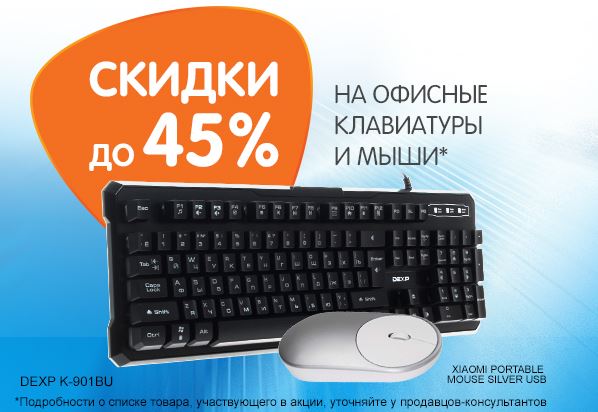 СКИДКИ
до 45%
НА ОФИСНЫЕ
КЛАВИАТУРЫ
И МЫШИ*
DEXP
DEXP K-901BU
XIAOMI PORTABLE
MOUSE SILVER USB
*Подробности о списке товара, участвующего в акции, уточняйте у продавцов-консультантов